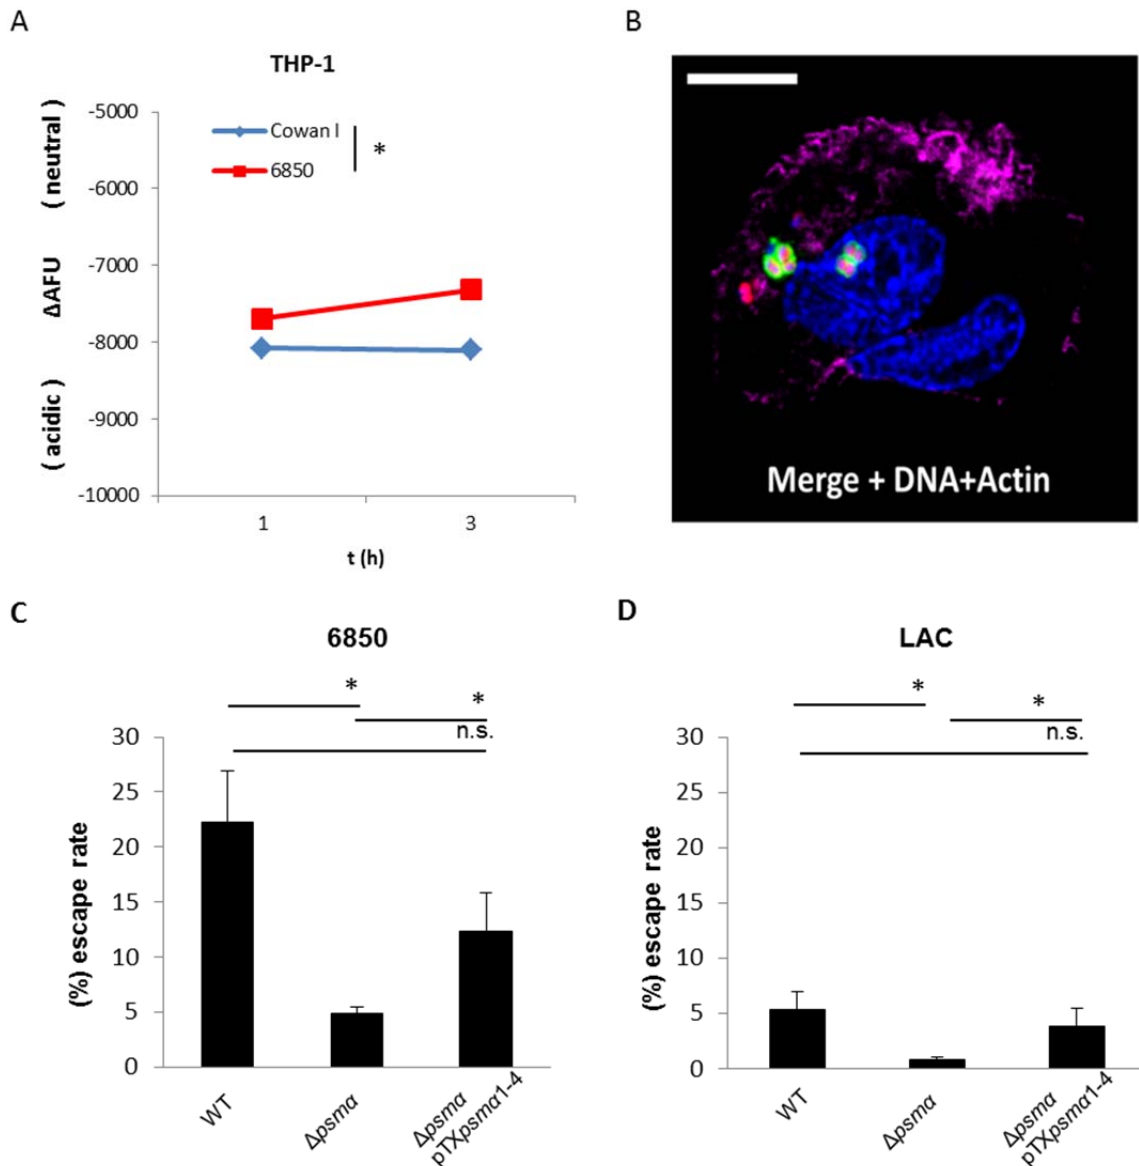 A
THP-1
( neutral )
ΔAFU
( acidic )
-5000
-6000
-7000
-8000
-9000
-10000
Cowan I
6850
*
1
3
t (h)
B
Merge + DNA+Actin
C
6850
*
*
n.s.
(%) escape rate
30
25
20
15
10
5
0
WT
Δpsmα
Δpsmα
pTXpsmα1-4
D
LAC
*
*
n.s.
(%) escape rate
30
25
20
15
10
5
0
WT
Δpsmα
Δpsmα
pTXpsmα1-4